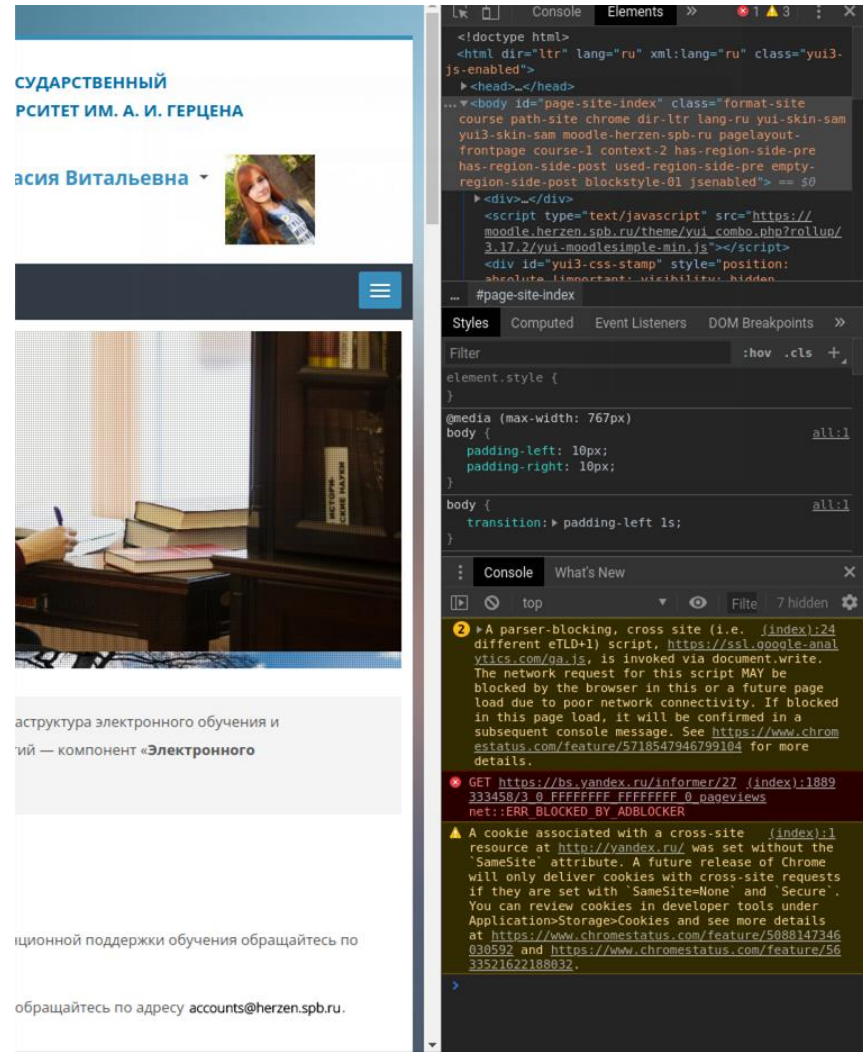 СУДАРСТВЕННЫЙ
РСИТЕТ ИМ. А. И. ГЕРЦЕНА
асия Витальевна
ИСТОРИ-
СКИЕ НАУКИ
аструктура электронного обучения и
гий — компонент «Электронного
ционной поддержки обучения обращайтесь по
обращайтесь по адресу accounts@herzen.spb.ru.
Console Elements » 1 3
<!doctype html>
<html dir="ltr" lang="ru" xml:lang="ru" class="yui3-
js-enabled">
<head>…</head>
...<body id="page-site-index" class="format-site
course path-site chrome dir-ltr lang-ru yui-skin-sam
yui3-skin-sam moodle-herzen-spb-ru pagelayout-
frontpage course-1 context-2 has-region-side-pre
has-region-side-post used-region-side-pre empty-
region-side-post blockstyle-01 jsenabled"> == $0
<div>…</div>
<script type="text/javascript" src="https://
moodle.herzen.spb.ru/theme/yui_combo.php?rollup/
3.17.2/yui-moodlesimple-min.js"></script>
<div id="yui3-css-stamp" style="position:
absolute !important; visibility: hidden
... #page-site-index
Styles Computed Event Listeners DOM Breakpoints »
Filter :hov .cls +
element.style {
}
@media (max-width: 767px)
body { all:1
padding-left: 10px;
padding-right: 10px;
}
body { all:1
transition: padding-left 1s;
}
Console What's New
top Filte 7 hidden
2 A parser-blocking, cross site (i.e. (index):24
different eTLD+1) script, https://ssl.google-anal
ytics.com/ga.js, is invoked via document.write.
The network request for this script MAY be
blocked by the browser in this or a future page
load due to poor network connectivity. If blocked
in this page load, it will be confirmed in a
subsequent console message. See https://www.chrom
estatus.com/feature/5718547946799104 for more
details.
GET https://bs.yandex.ru/informer/27 (index):1889
333458/3_0_FFFFFFFF_FFFFFFFF_0_pageviews
net::ERR_BLOCKED_BY_ADBLOCKER
A cookie associated with a cross-site (index):1
resource at http://yandex.ru/ was set without the
`SameSite` attribute. A future release of Chrome
will only deliver cookies with cross-site requests
if they are set with `SameSite=None` and `Secure`.
You can review cookies in developer tools under
Application>Storage>Cookies and see more details
at https://www.chromestatus.com/feature/5088147346
030592 and https://www.chromestatus.com/feature/56
33521622188032.